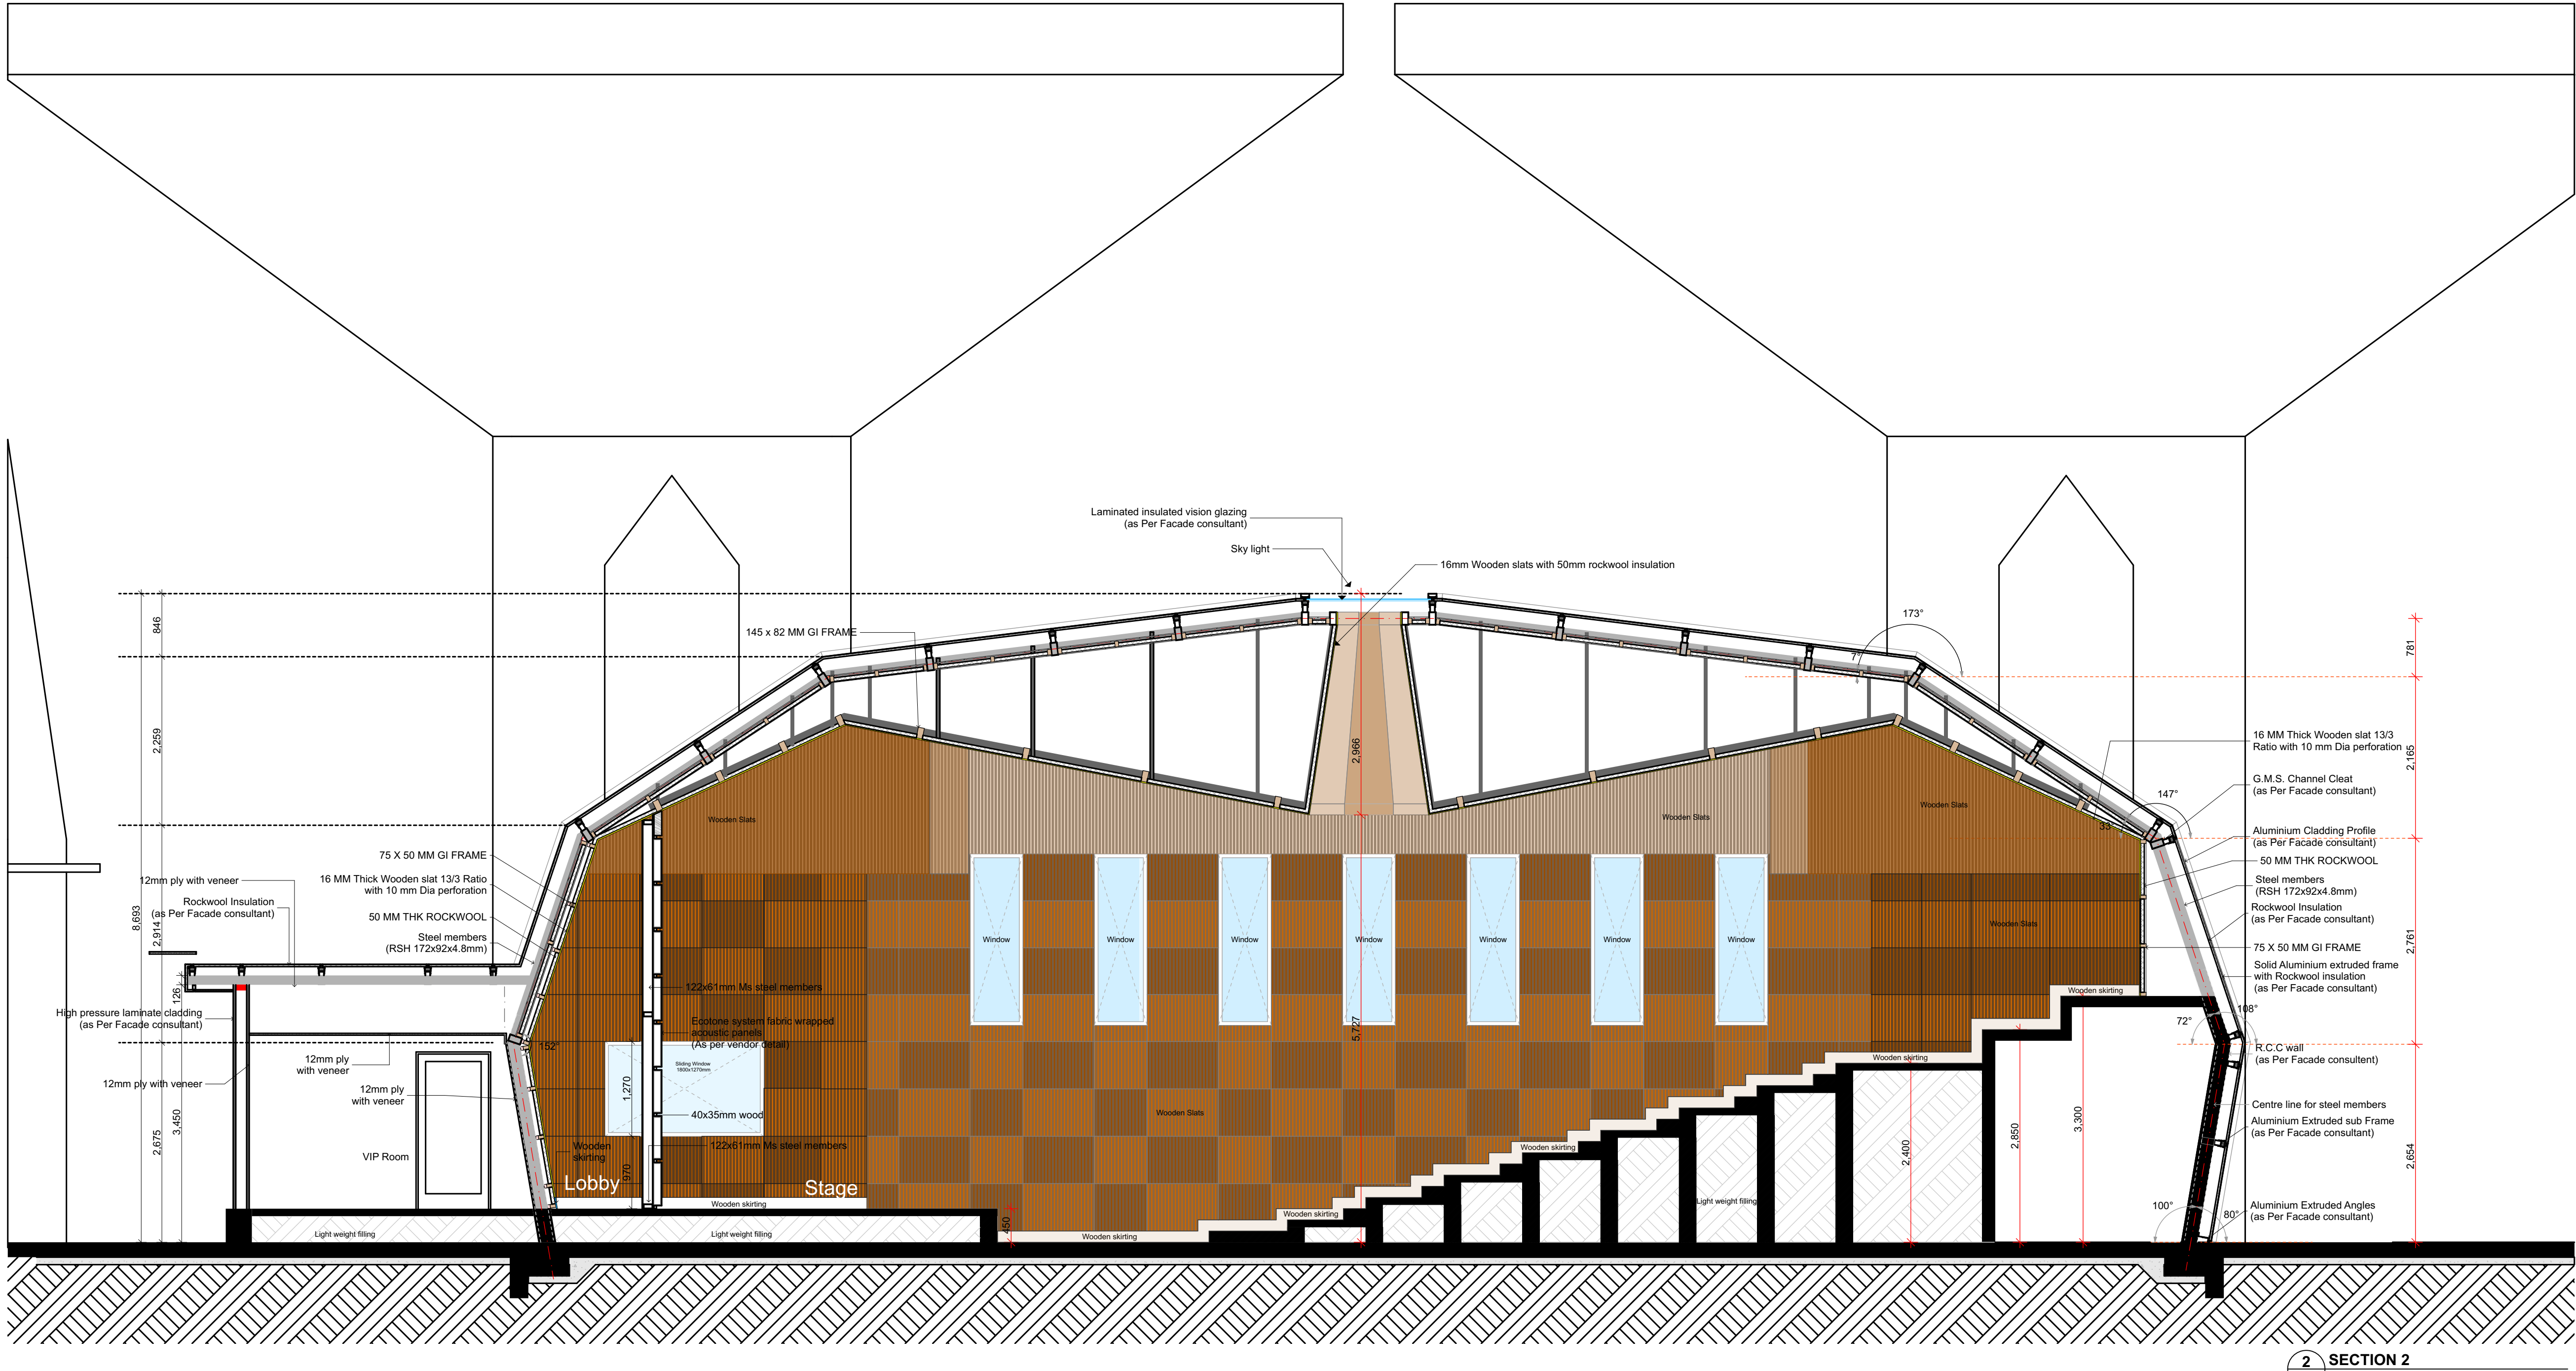 Laminated insulated vision glazing
(as Per Facade consultant)
Sky light
16mm Wooden slats with 50mm rockwool insulation
145 x 82 MM GI FRAME
173°
7°
846
2,259
8,693
2,914
126
3,450
2,675
781
2,165
2,761
2,654
2,966
5,727
16 MM Thick Wooden slat 13/3
Ratio with 10 mm Dia perforation
G.M.S. Channel Cleat
(as Per Facade consultant)
147°
33°
Aluminium Cladding Profile
(as Per Facade consultant)
50 MM THK ROCKWOOL
Steel members
(RSH 172x92x4.8mm)
Rockwool Insulation
(as Per Facade consultant)
75 X 50 MM GI FRAME
Solid Aluminium extruded frame
with Rockwool insulation
(as Per Facade consultant)
108°
72°
R.C.C wall
(as Per Facade consultent)
Centre line for steel members
Aluminium Extruded sub Frame
(as Per Facade consultant)
Aluminium Extruded Angles
(as Per Facade consultant)
100°
80°
75 X 50 MM GI FRAME
12mm ply with veneer
16 MM Thick Wooden slat 13/3 Ratio
with 10 mm Dia perforation
Rockwool Insulation
(as Per Facade consultant)
50 MM THK ROCKWOOL
Steel members
(RSH 172x92x4.8mm)
High pressure laminate cladding
(as Per Facade consultant)
12mm ply
with veneer
12mm ply with veneer
12mm ply
with veneer
VIP Room
152°
Wooden Slats
Wooden Slats
Wooden Slats
Wooden Slats
Wooden Slats
Window
Window
Window
Window
Window
Window
Window
122x61mm Ms steel members
Ecotone system fabric wrapped
acoustic panels
(As per vendor detail)
Sliding Window
1800x1270mm
1,270
40x35mm wood
122x61mm Ms steel members
Wooden
skirting
970
Lobby
Stage
Wooden skirting
Light weight filling
Light weight filling
450
Wooden skirting
Wooden skirting
Wooden skirting
Wooden skirting
Wooden skirting
Wooden skirting
Light weight filling
2,400
2,850
3,300
2
SECTION 2